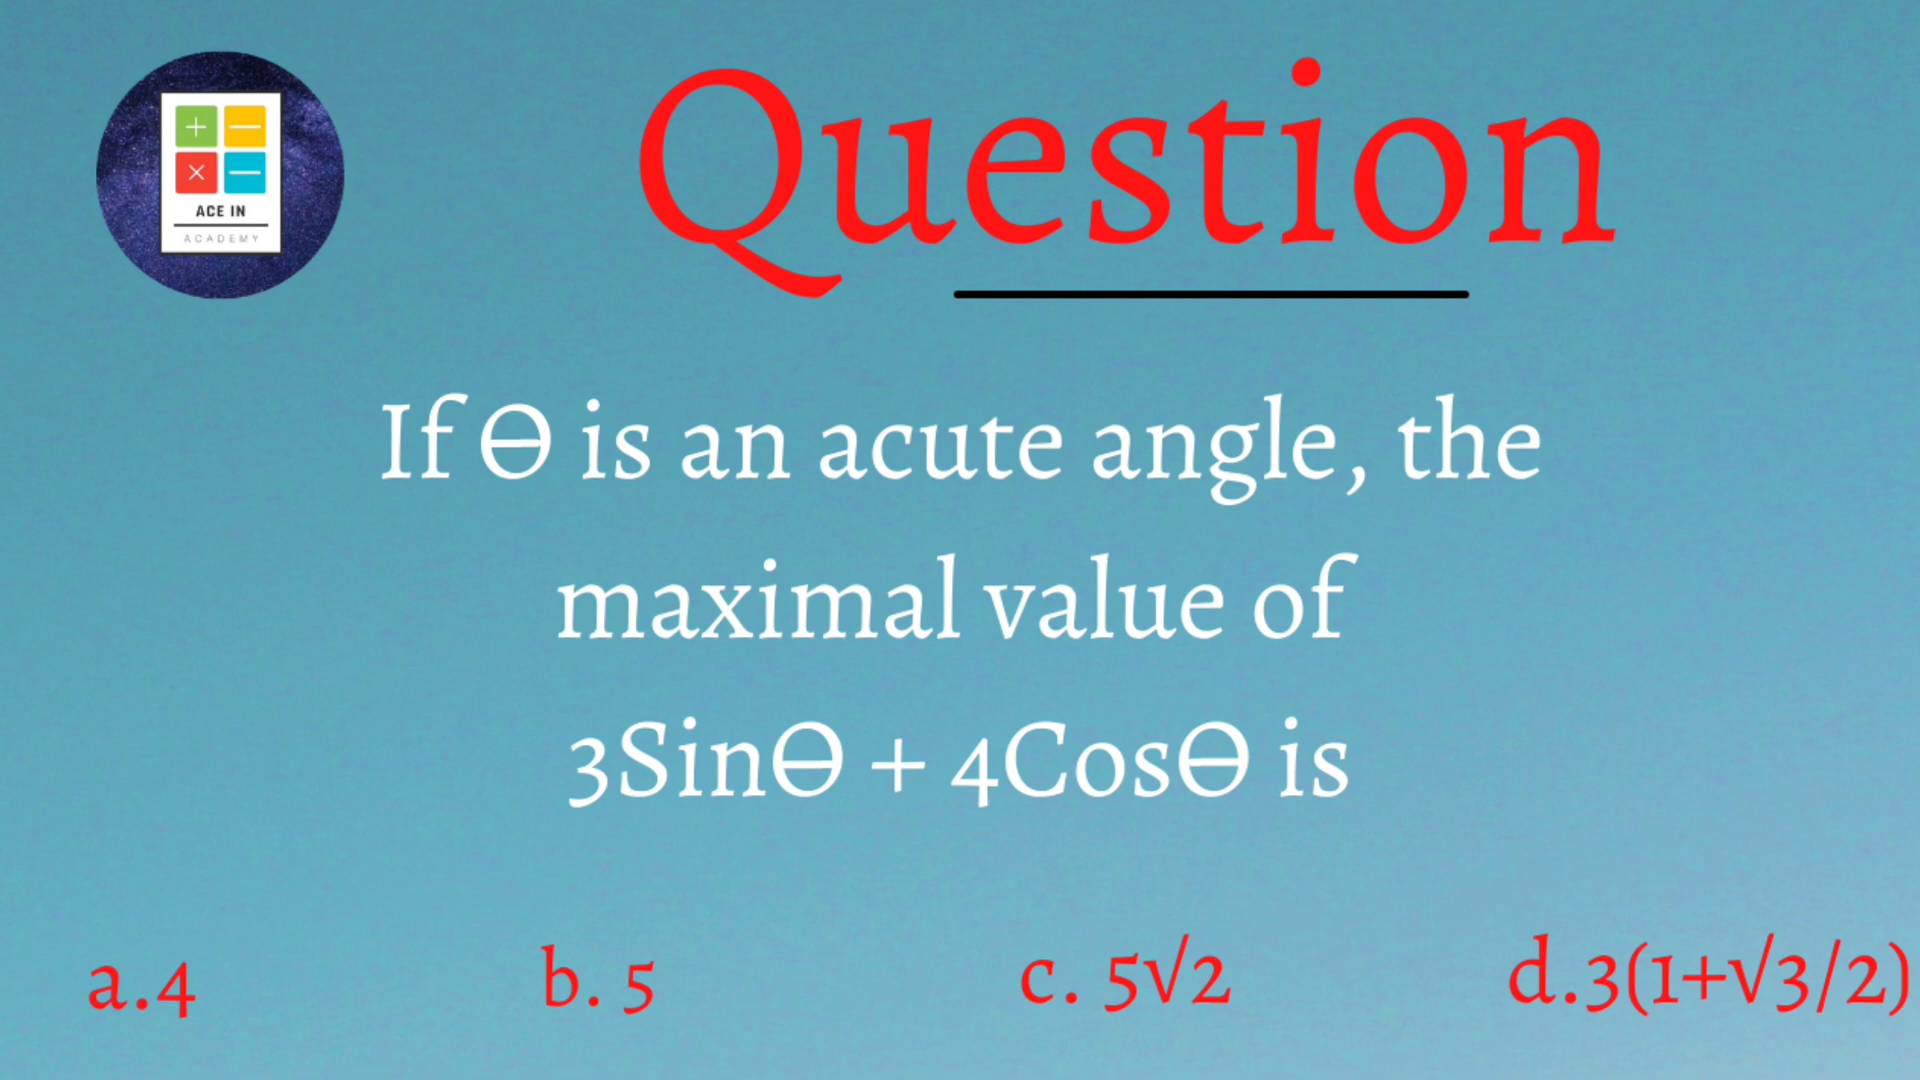 ACE IN
ACADEMY
Question
If Θ is an acute angle, the
maximal value of
3SinΘ + 4CosΘ is
a.4 b. 5 c. 5√2 d.3(1+√3/2)